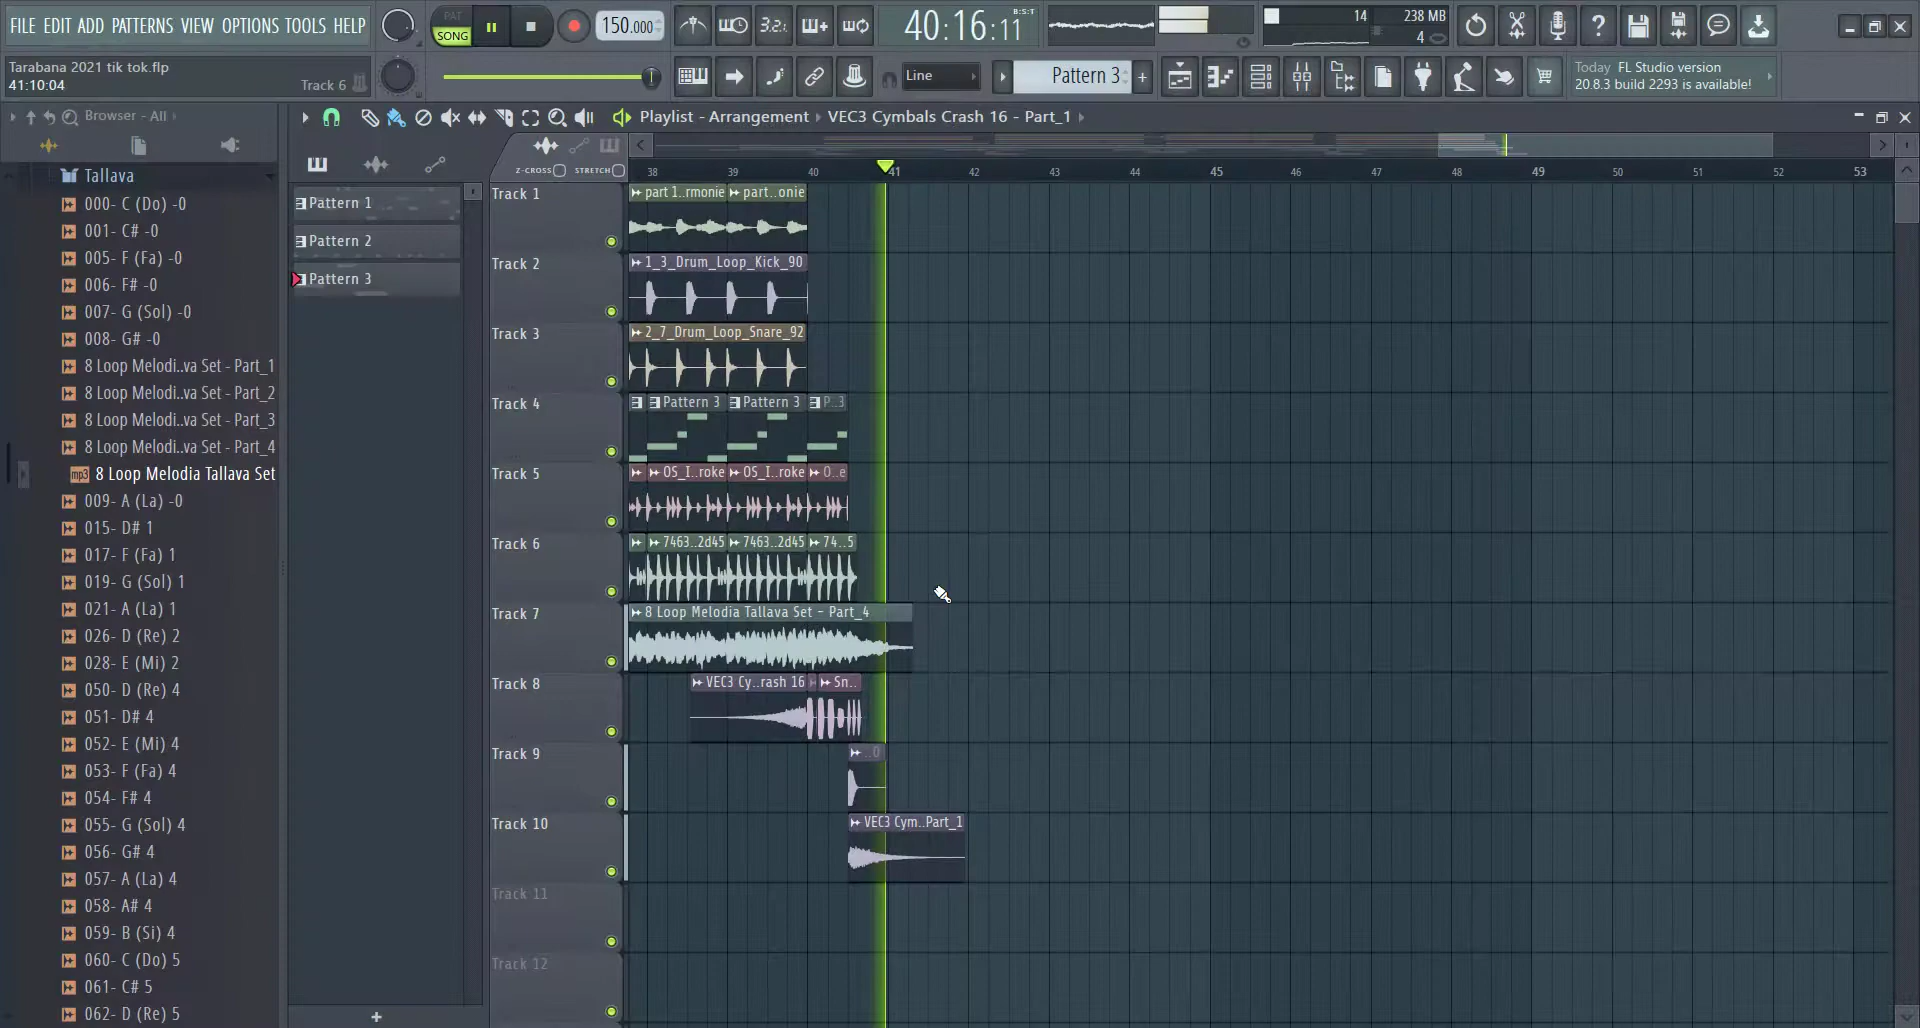 FILE EDIT ADD PATTERNS VIEW OPTIONS TOOLS HELP
PAT
SONG
150.000
3.2.
40:16:11
B:S:T
14
238 MB
4
Tarabana 2021 tik tok.flp
41:10:04
Track 6
Line
Pattern 3
Today FL Studio version
20.8.3 build 2293 is available!
Browser - All
Playlist - Arrangement
VEC3 Cymbals Crash 16 - Part_1
Z-CROSS
STRETCH
38 39 40 41 42 43 44 45 46 47 48 49 50 51 52 53
Tallava
000- C (Do) -0
001- C# -0
005- F (Fa) -0
006- F# -0
007- G (Sol) -0
008- G# -0
8 Loop Melodi..va Set - Part_1
8 Loop Melodi..va Set - Part_2
8 Loop Melodi..va Set - Part_3
8 Loop Melodi..va Set - Part_4
mp3 8 Loop Melodia Tallava Set
009- A (La) -0
015- D# 1
017- F (Fa) 1
019- G (Sol) 1
021- A (La) 1
026- D (Re) 2
028- E (Mi) 2
050- D (Re) 4
051- D# 4
052- E (Mi) 4
053- F (Fa) 4
054- F# 4
055- G (Sol) 4
056- G# 4
057- A (La) 4
058- A# 4
059- B (Si) 4
060- C (Do) 5
061- C# 5
062- D (Re) 5
Pattern 1
Pattern 2
Pattern 3
Track 1
part 1..rmonie part..onie
Track 2
1_3_Drum_Loop_Kick_90
Track 3
2_7_Drum_Loop_Snare_92
Track 4
Pattern 3 Pattern 3 P..3
Track 5
OS_I..roke OS_I..roke O..e
Track 6
7463..2d45 7463..2d45 74..5
Track 7
8 Loop Melodia Tallava Set - Part_4
Track 8
VEC3 Cy..rash 16 Sn..
Track 9
..0
Track 10
VEC3 Cym..Part_1
Track 11
Track 12